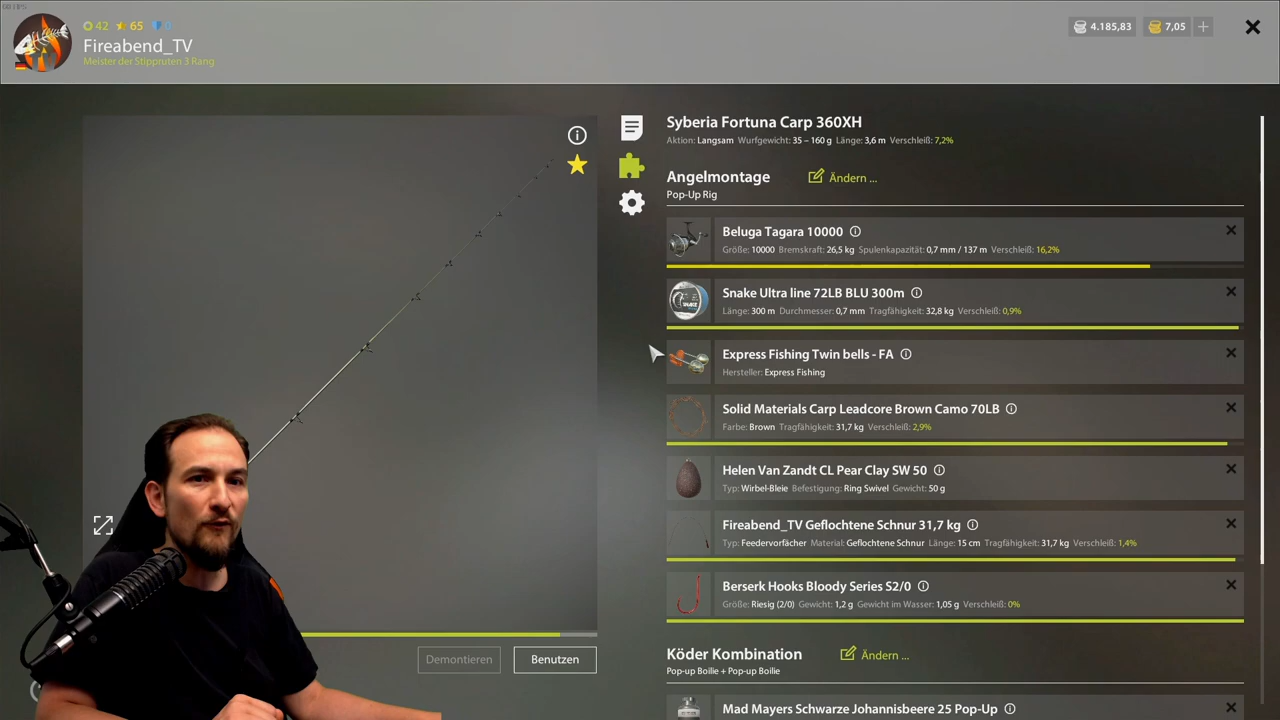 42 65 0
Fireabend_TV
Meister der Stippruten 3 Rang
4.185,83 7,05
Syberia Fortuna Carp 360XH
Aktion: Langsam Wurfgewicht: 35 – 160 g Länge: 3,6 m Verschleiß: 7,2%
Angelmontage Ändern ...
Pop-Up Rig
Beluga Tagara 10000
Größe: 10000 Bremskraft: 26,5 kg Spulenkapazität: 0,7 mm / 137 m Verschleiß: 16,2%
Snake Ultra line 72LB BLU 300m
Länge: 300 m Durchmesser: 0,7 mm Tragfähigkeit: 32,8 kg Verschleiß: 0,9%
Express Fishing Twin bells - FA
Hersteller: Express Fishing
Solid Materials Carp Leadcore Brown Camo 70LB
Farbe: Brown Tragfähigkeit: 31,7 kg Verschleiß: 2,9%
Helen Van Zandt CL Pear Clay SW 50
Typ: Wirbel-Bleie Befestigung: Ring Swivel Gewicht: 50 g
Fireabend_TV Geflochtene Schnur 31,7 kg
Typ: Feedervorfächer Material: Geflochtene Schnur Länge: 15 cm Tragfähigkeit: 31,7 kg Verschleiß: 1,4%
Berserk Hooks Bloody Series S2/0
Größe: Riesig (2/0) Gewicht: 1,2 g Gewicht im Wasser: 1,05 g Verschleiß: 0%
Demontieren Benutzen
Köder Kombination Ändern ...
Pop-up Boilie + Pop-up Boilie
Mad Mayers Schwarze Johannisbeere 25 Pop-Up